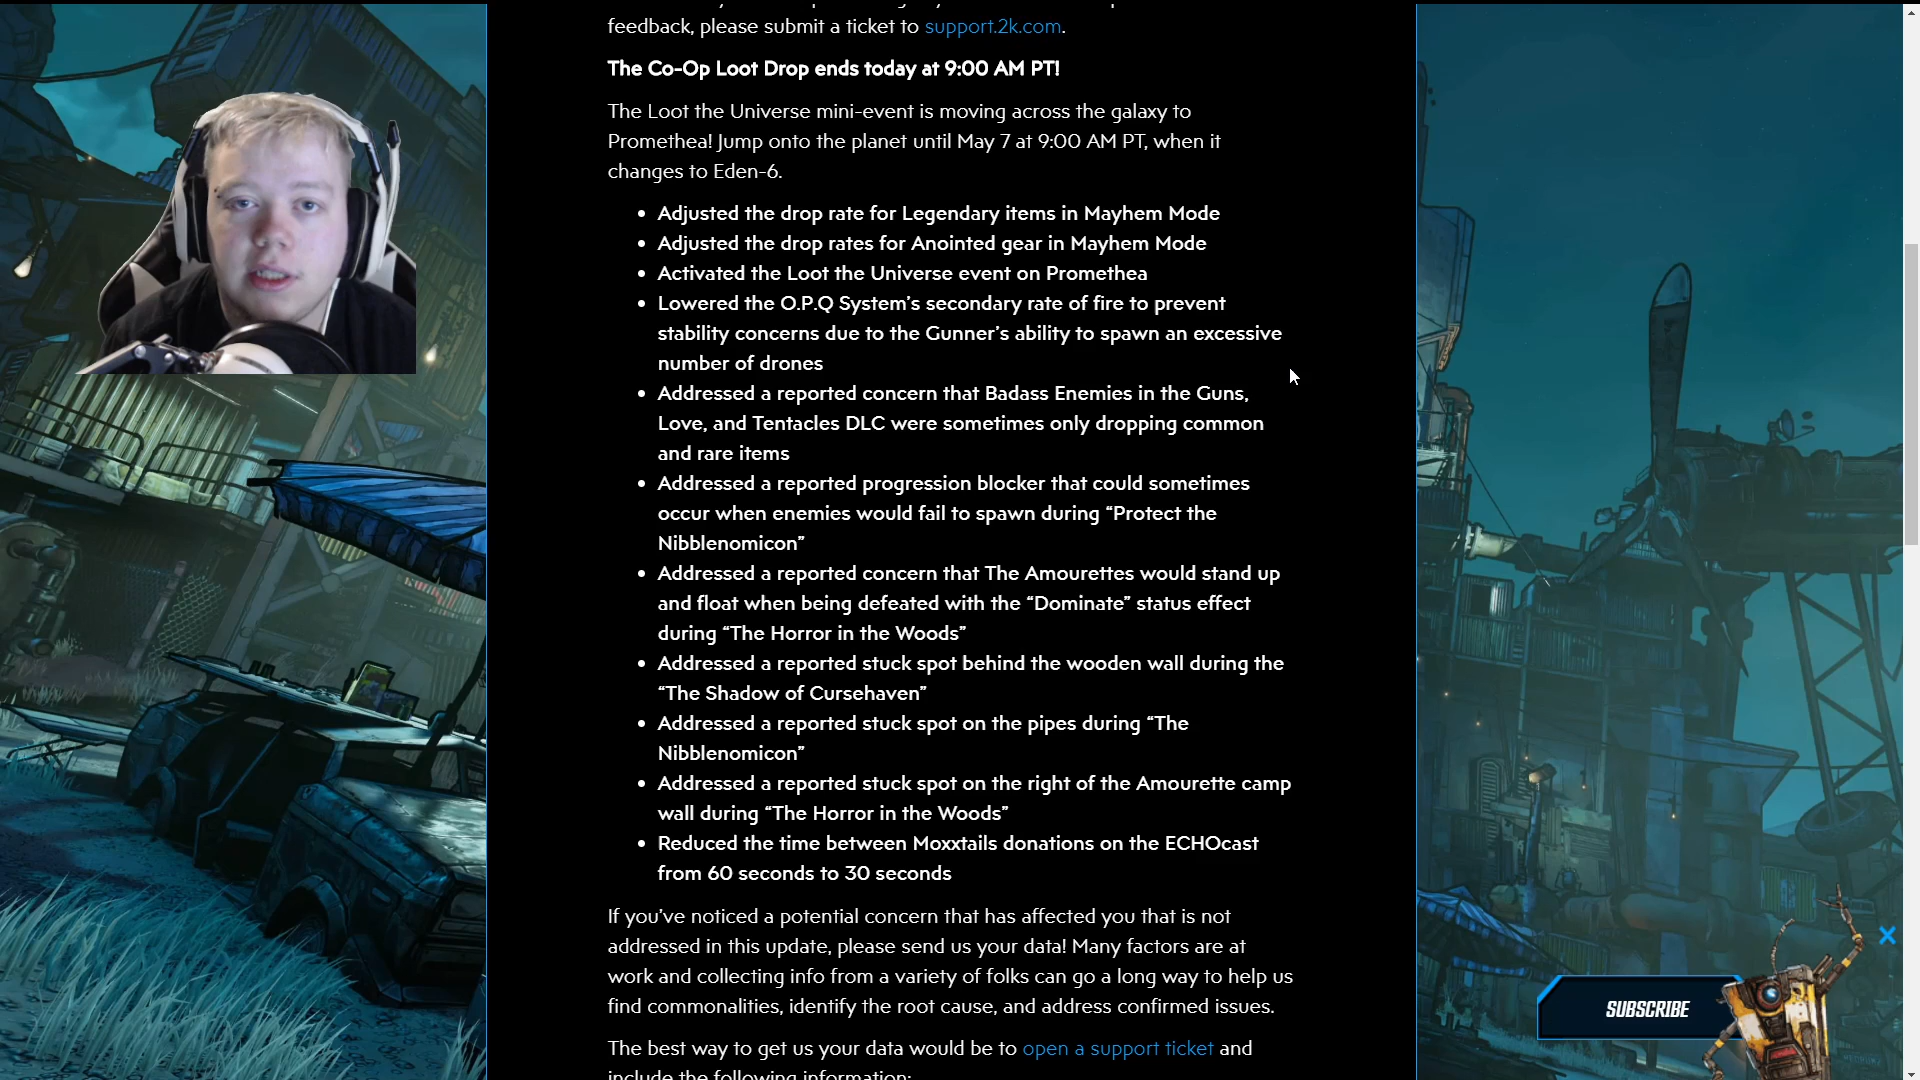 feedback, please submit a ticket to support.2k.com.
The Co-Op Loot Drop ends today at 9:00 AM PT!
The Loot the Universe mini-event is moving across the galaxy to
Promethea! Jump onto the planet until May 7 at 9:00 AM PT, when it
changes to Eden-6.
• Adjusted the drop rate for Legendary items in Mayhem Mode
• Adjusted the drop rates for Anointed gear in Mayhem Mode
• Activated the Loot the Universe event on Promethea
• Lowered the O.P.Q System’s secondary rate of fire to prevent
stability concerns due to the Gunner’s ability to spawn an excessive
number of drones
• Addressed a reported concern that Badass Enemies in the Guns,
Love, and Tentacles DLC were sometimes only dropping common
and rare items
• Addressed a reported progression blocker that could sometimes
occur when enemies would fail to spawn during “Protect the
Nibblenomicon”
• Addressed a reported concern that The Amourettes would stand up
and float when being defeated with the “Dominate” status effect
during “The Horror in the Woods”
• Addressed a reported stuck spot behind the wooden wall during the
“The Shadow of Cursehaven”
• Addressed a reported stuck spot on the pipes during “The
Nibblenomicon”
• Addressed a reported stuck spot on the right of the Amourette camp
wall during “The Horror in the Woods”
• Reduced the time between Moxxtails donations on the ECHOcast
from 60 seconds to 30 seconds
If you’ve noticed a potential concern that has affected you that is not
addressed in this update, please send us your data! Many factors are at
work and collecting info from a variety of folks can go a long way to help us
find commonalities, identify the root cause, and address confirmed issues.
The best way to get us your data would be to open a support ticket and
include the following information:
SUBSCRIBE